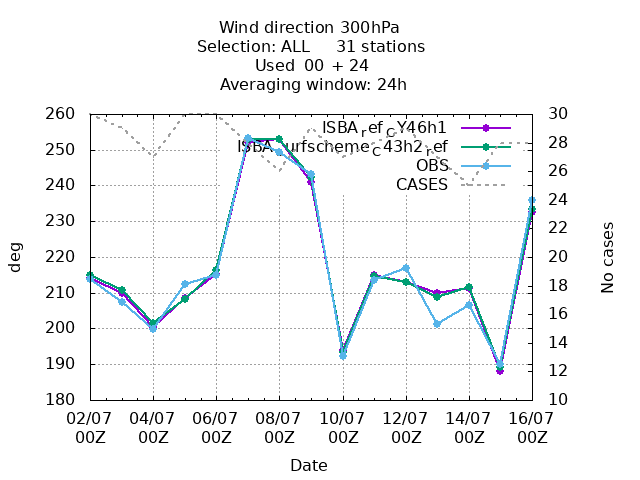 Wind direction 300hPa
Selection: ALL 31 stations
Used 00 + 24
Averaging window: 24h
260
250
240
230
220
210
200
190
180
deg
30
28
26
24
22
20
18
16
14
12
10
No cases
ISBA_ref_CY46h1
urfscheme_c43h2_ref
OBS
CASES
02/07 04/07 06/07 08/07 10/07 12/07 14/07 16/07
00Z 00Z 00Z 00Z 00Z 00Z 00Z 00Z
Date